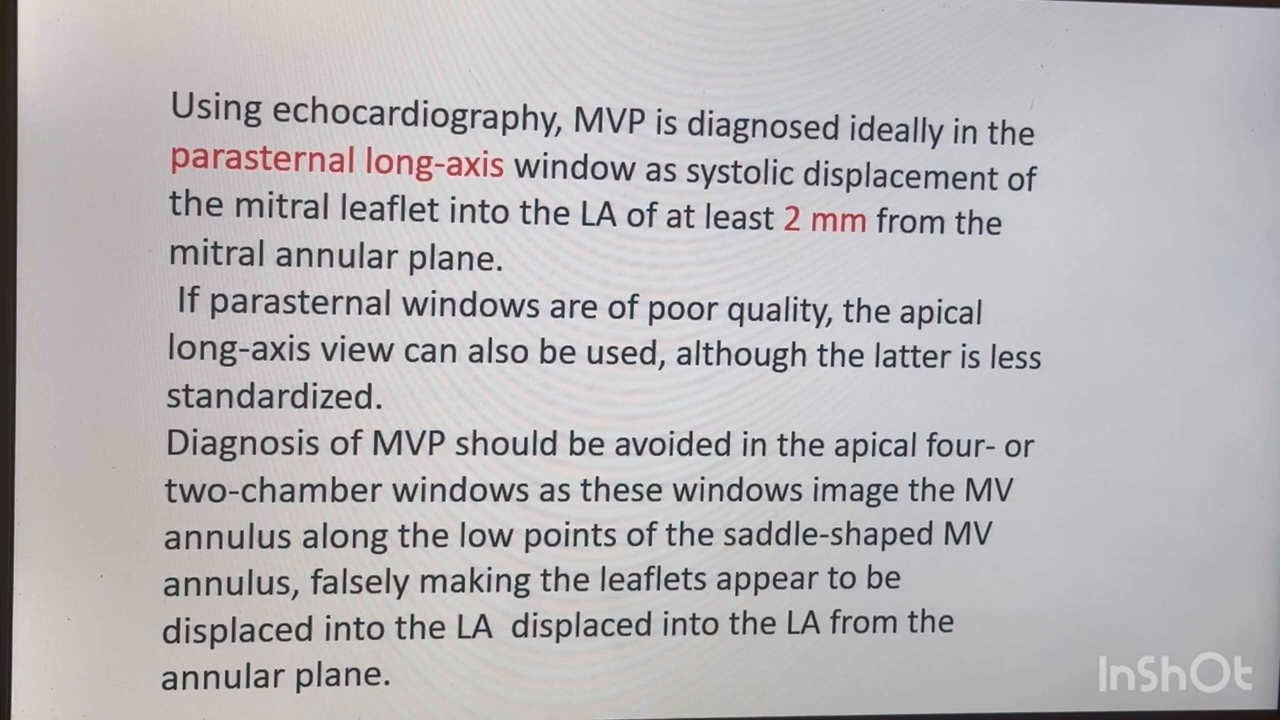 Using echocardiography, MVP is diagnosed ideally in the
parasternal long-axis window as systolic displacement of
the mitral leaflet into the LA of at least 2 mm from the
mitral annular plane.
If parasternal windows are of poor quality, the apical
long-axis view can also be used, although the latter is less
standardized.
Diagnosis of MVP should be avoided in the apical four- or
two-chamber windows as these windows image the MV
annulus along the low points of the saddle-shaped MV
annulus, falsely making the leaflets appear to be
displaced into the LA displaced into the LA from the
annular plane.
InShOt